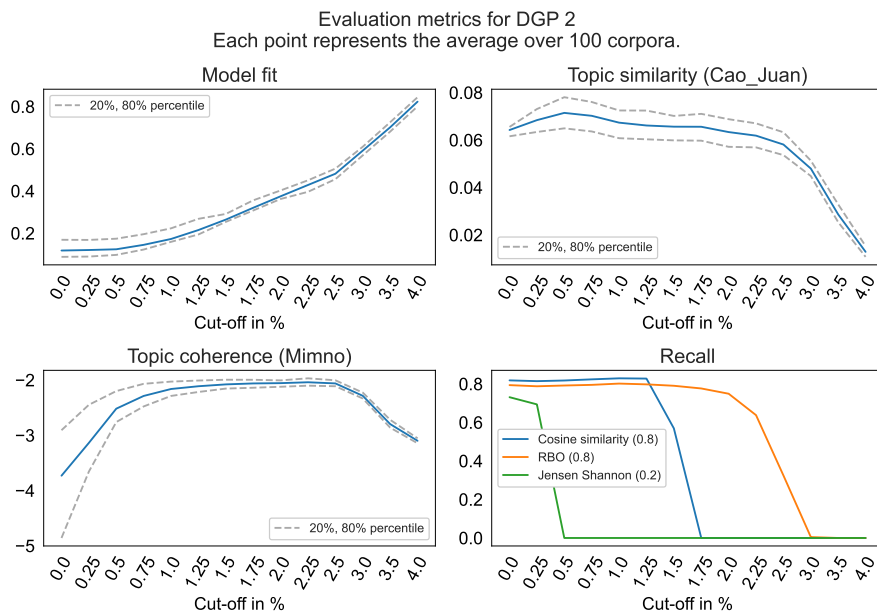 Evaluation metrics for DGP 2
Each point represents the average over 100 corpora.
Model fit
0.8
0.6
0.4
0.2
20%, 80% percentile
0.0 0.25 0.5 0.75 1.0 1.25 1.5 1.75 2.0 2.25 2.5 3.0 3.5 4.0
Cut-off in %
Topic similarity (Cao_Juan)
0.08
0.06
0.04
0.02
20%, 80% percentile
0.0 0.25 0.5 0.75 1.0 1.25 1.5 1.75 2.0 2.25 2.5 3.0 3.5 4.0
Cut-off in %
Topic coherence (Mimno)
−2
−3
−4
−5
20%, 80% percentile
0.0 0.25 0.5 0.75 1.0 1.25 1.5 1.75 2.0 2.25 2.5 3.0 3.5 4.0
Cut-off in %
Recall
0.8
0.6
0.4
0.2
0.0
Cosine similarity (0.8)
RBO (0.8)
Jensen Shannon (0.2)
0.0 0.25 0.5 0.75 1.0 1.25 1.5 1.75 2.0 2.25 2.5 3.0 3.5 4.0
Cut-off in %